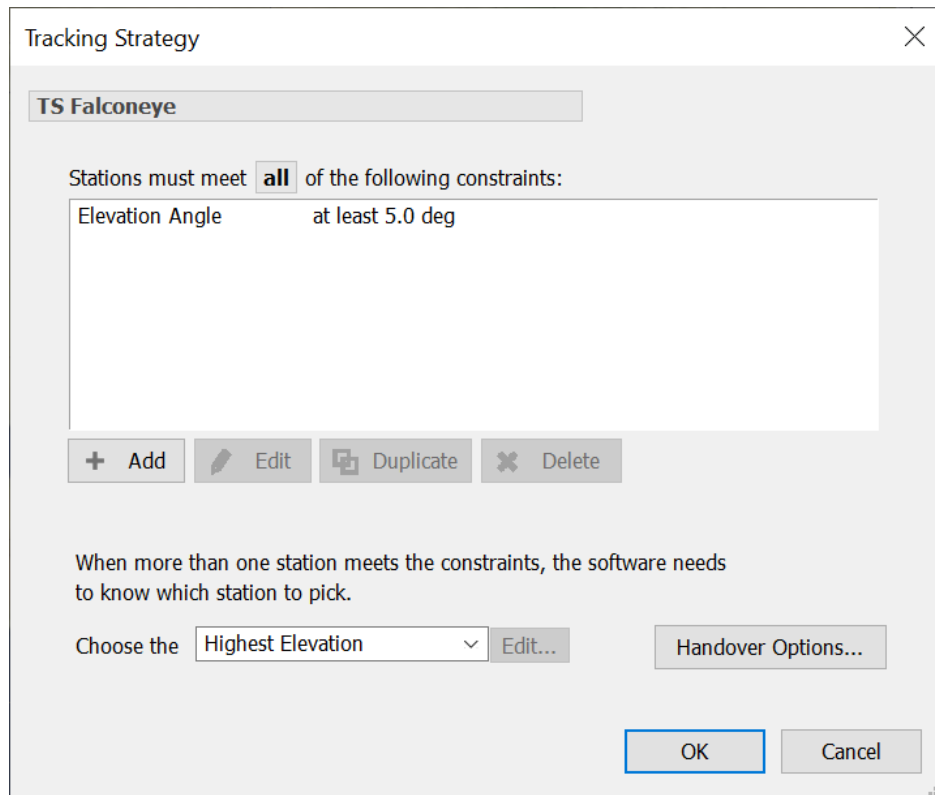 Tracking Strategy
TS Falconeye
Stations must meet all of the following constraints:
Elevation Angle at least 5.0 deg
Add Edit Duplicate Delete
When more than one station meets the constraints, the software needs
to know which station to pick.
Choose the Highest Elevation Edit... Handover Options...
OK Cancel